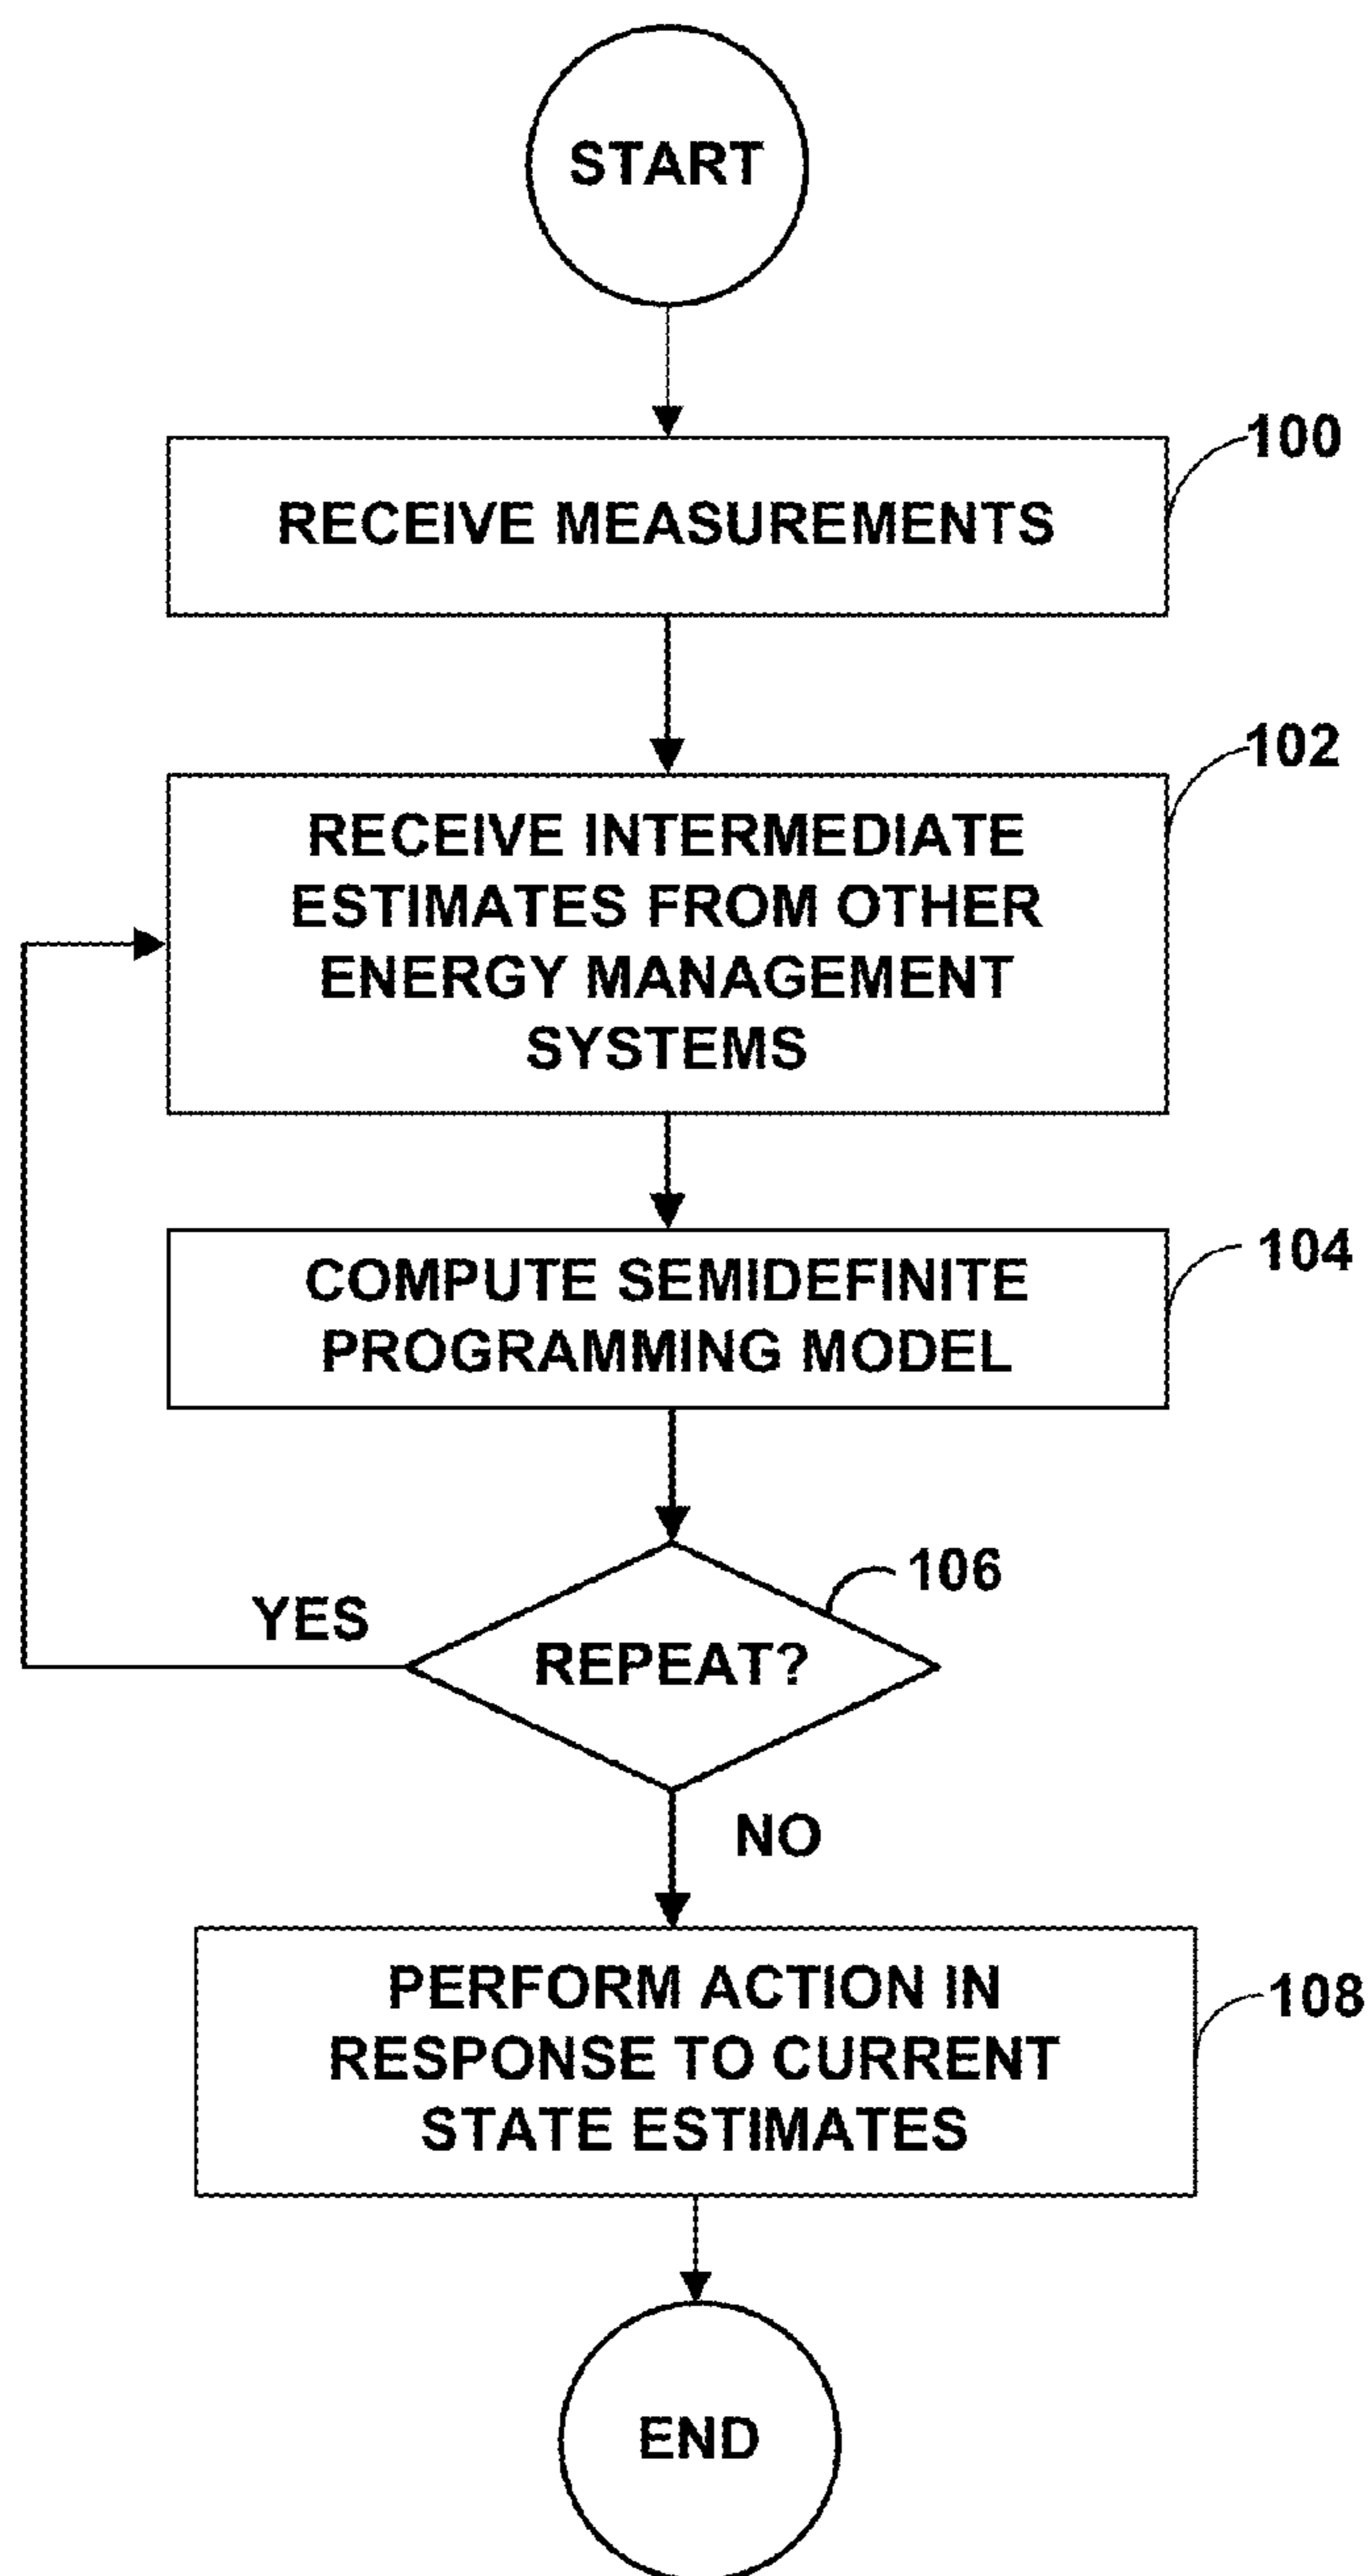 START
100
RECEIVE MEASUREMENTS
102
RECEIVE INTERMEDIATE
ESTIMATES FROM OTHER
ENERGY MANAGEMENT
SYSTEMS
104
COMPUTE SEMIDEFINITE
PROGRAMMING MODEL
106
YES
REPEAT?
NO
108
PERFORM ACTION IN
RESPONSE TO CURRENT
STATE ESTIMATES
END